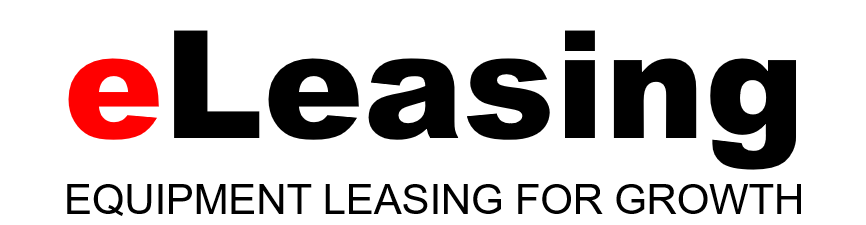 eLeasing
EQUIPMENT LEASING FOR GROWTH